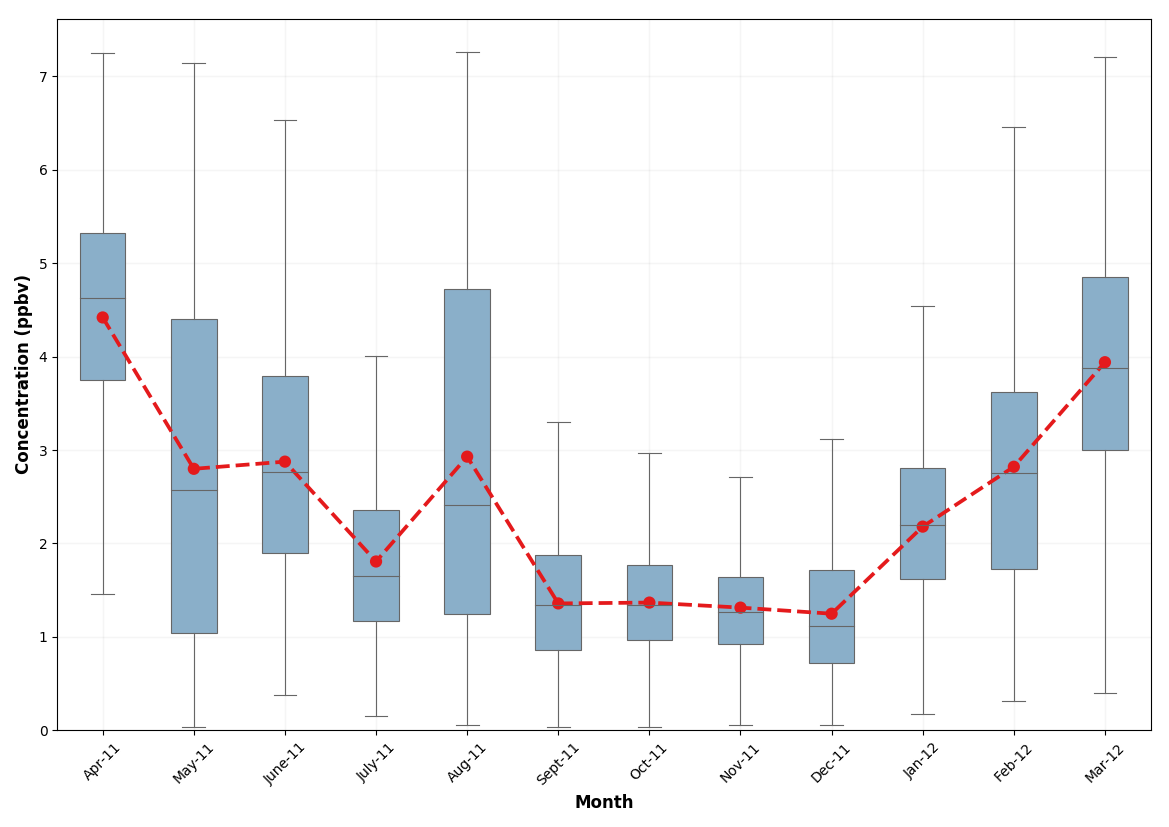 Concentration (ppbv)
7
6
5
4
3
2
1
0
Apr-11
May-11
June-11
July-11
Aug-11
Sept-11
Oct-11
Nov-11
Dec-11
Jan-12
Feb-12
Mar-12
Month